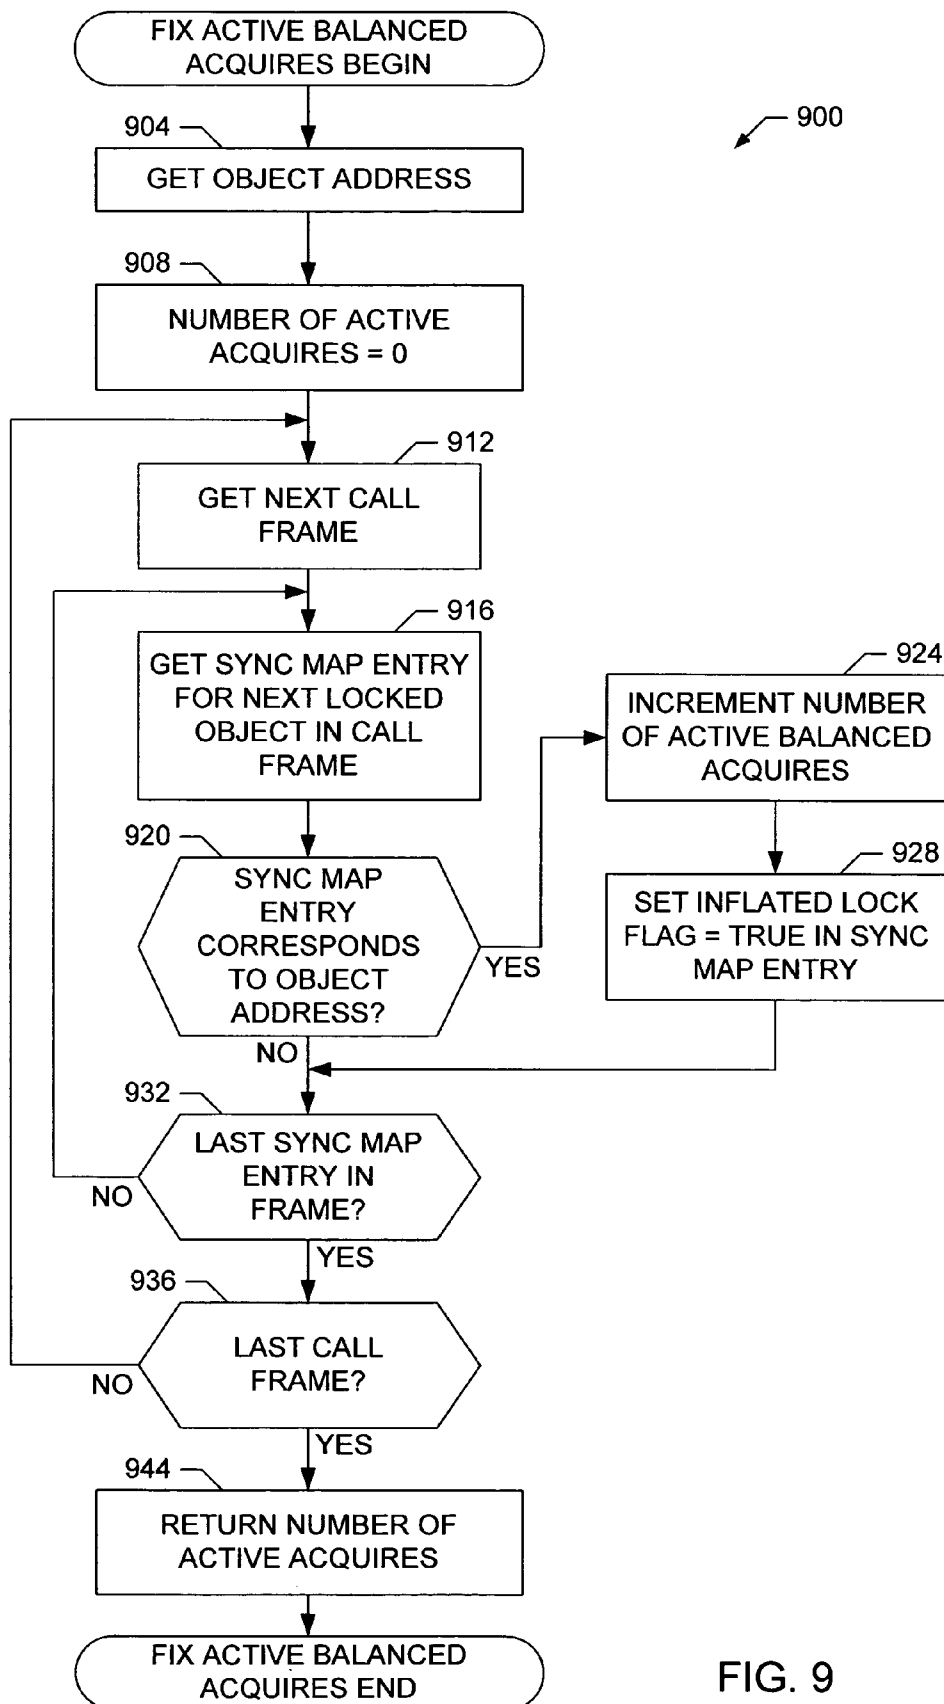 FIX ACTIVE BALANCED
ACQUIRES BEGIN
900
904
GET OBJECT ADDRESS
908
NUMBER OF ACTIVE
ACQUIRES = 0
912
GET NEXT CALL
FRAME
916
GET SYNC MAP ENTRY
FOR NEXT LOCKED
OBJECT IN CALL
FRAME
920
SYNC MAP
ENTRY
CORRESPONDS
TO OBJECT
ADDRESS?
YES
NO
924
INCREMENT NUMBER
OF ACTIVE BALANCED
ACQUIRES
928
SET INFLATED LOCK
FLAG = TRUE IN SYNC
MAP ENTRY
932
LAST SYNC MAP
ENTRY IN
FRAME?
NO
YES
936
LAST CALL
FRAME?
NO
YES
944
RETURN NUMBER OF
ACTIVE ACQUIRES
FIX ACTIVE BALANCED
ACQUIRES END
FIG. 9